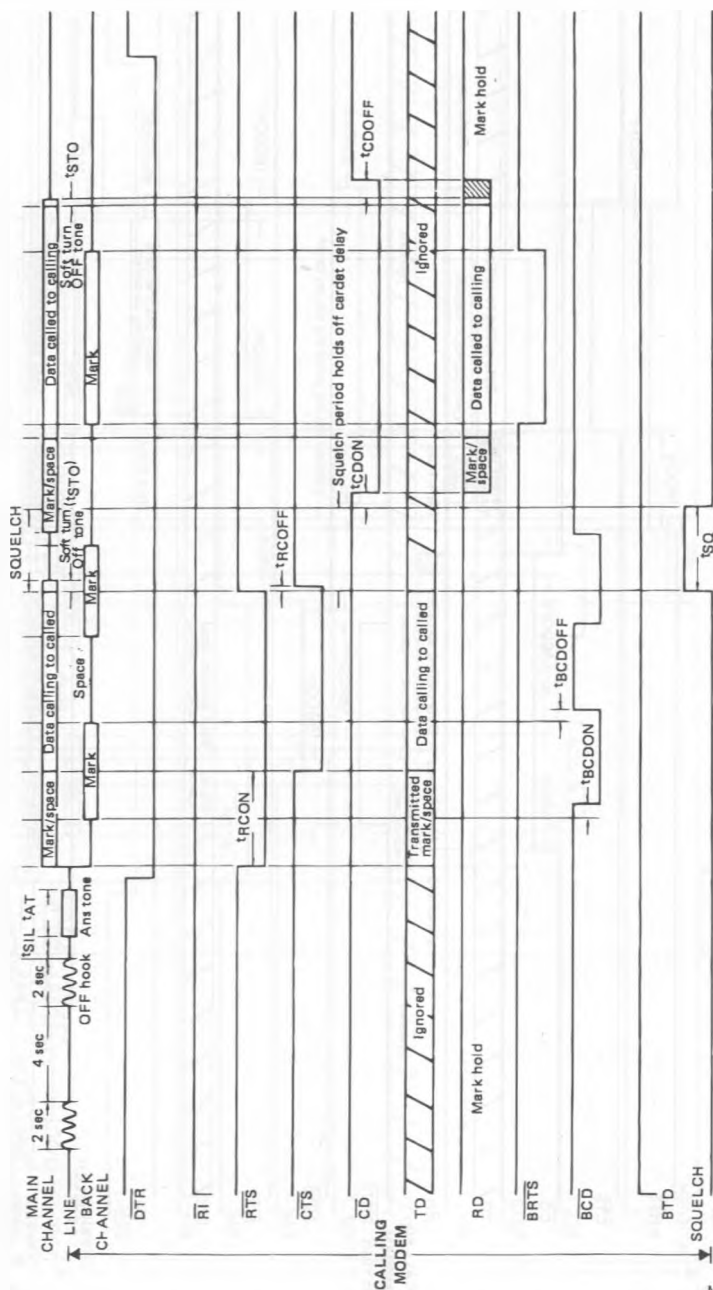 MAIN CHANNEL
LINE
BACK CHANNEL
2 sec
4 sec
2 sec
OFF hook
tSIL
tAT
Ans tone
Mark/space
Data calling to called
Mark
Space
Mark
SQUELCH
Soft turn (tSTO)
Off tone
Mark/space
Data called to calling
Mark
Soft turn
OFF tone
tSTO
DTR
RI
RTS
tRCON
CTS
tRCOFF
CD
tCDON
Squelch period holds off cardet delay
tCDOFF
TD
Ignored
Transmitted mark/space
Data calling to called
Ignored
RD
Mark hold
Mark/space
Data called to calling
Mark hold
BRTS
BCD
tBCDON
tBCDOFF
BTD
SQUELCH
tSQ
CALLING MODEM